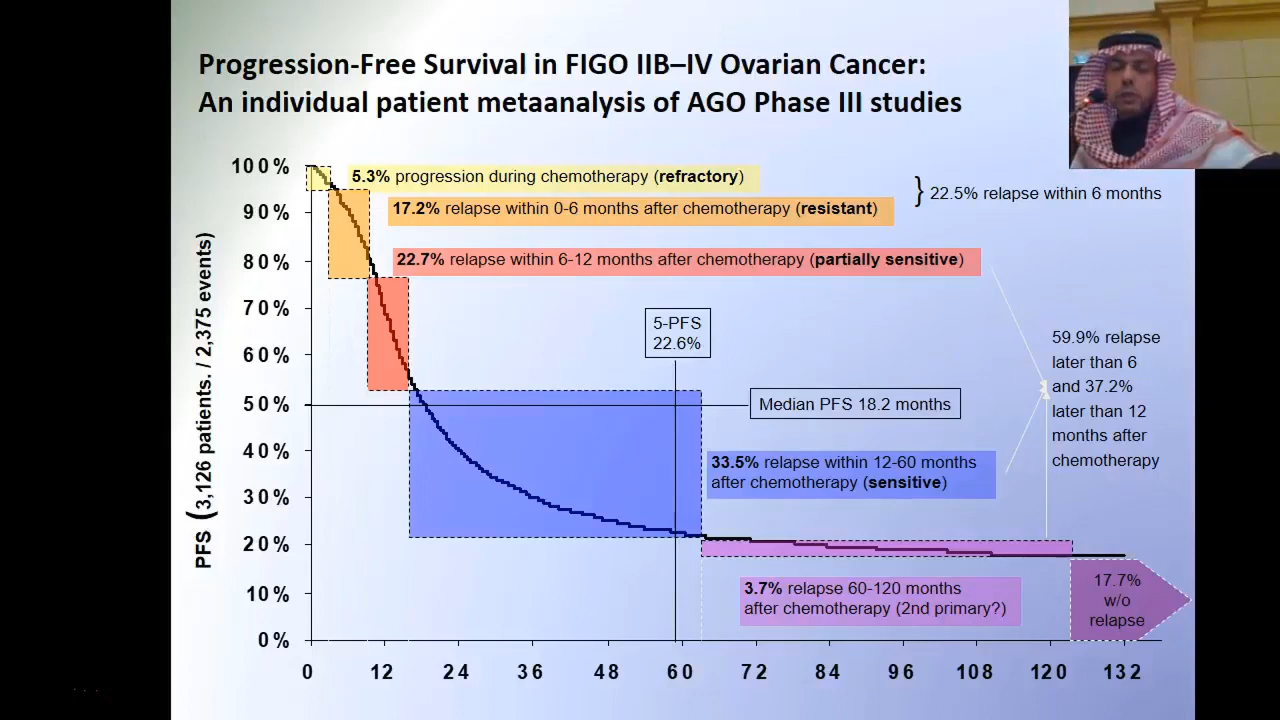 Progression-Free Survival in FIGO IIB–IV Ovarian Cancer:
An individual patient metaanalysis of AGO Phase III studies
PFS (3,126 patients. / 2,375 events)
100%
90%
80%
70%
60%
50%
40%
30%
20%
10%
0%
5.3% progression during chemotherapy (refractory)
17.2% relapse within 0-6 months after chemotherapy (resistant)
} 22.5% relapse within 6 months
22.7% relapse within 6-12 months after chemotherapy (partially sensitive)
5-PFS
22.6%
59.9% relapse
later than 6
and 37.2%
later than 12
months after
chemotherapy
Median PFS 18.2 months
33.5% relapse within 12-60 months
after chemotherapy (sensitive)
3.7% relapse 60-120 months
after chemotherapy (2nd primary?)
17.7%
w/o
relapse
0 12 24 36 48 60 72 84 96 108 120 132